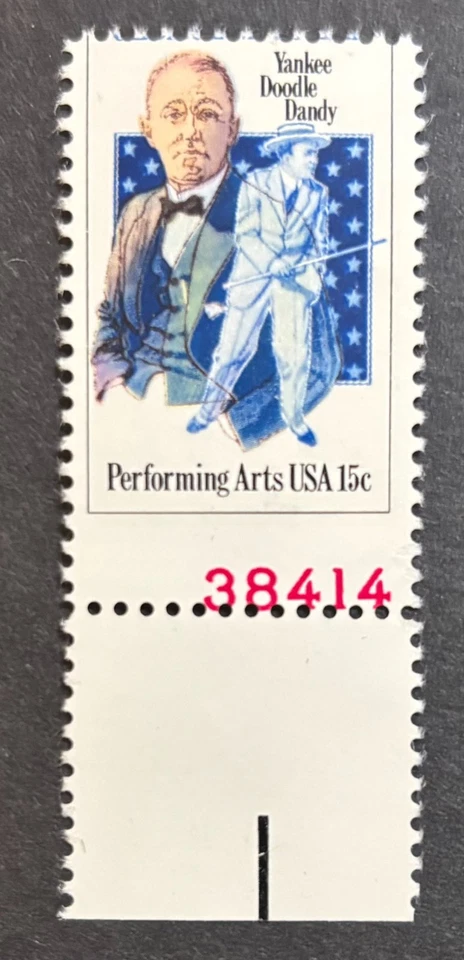 Yankee
Doodle
Dandy
Performing Arts USA 15c
38414